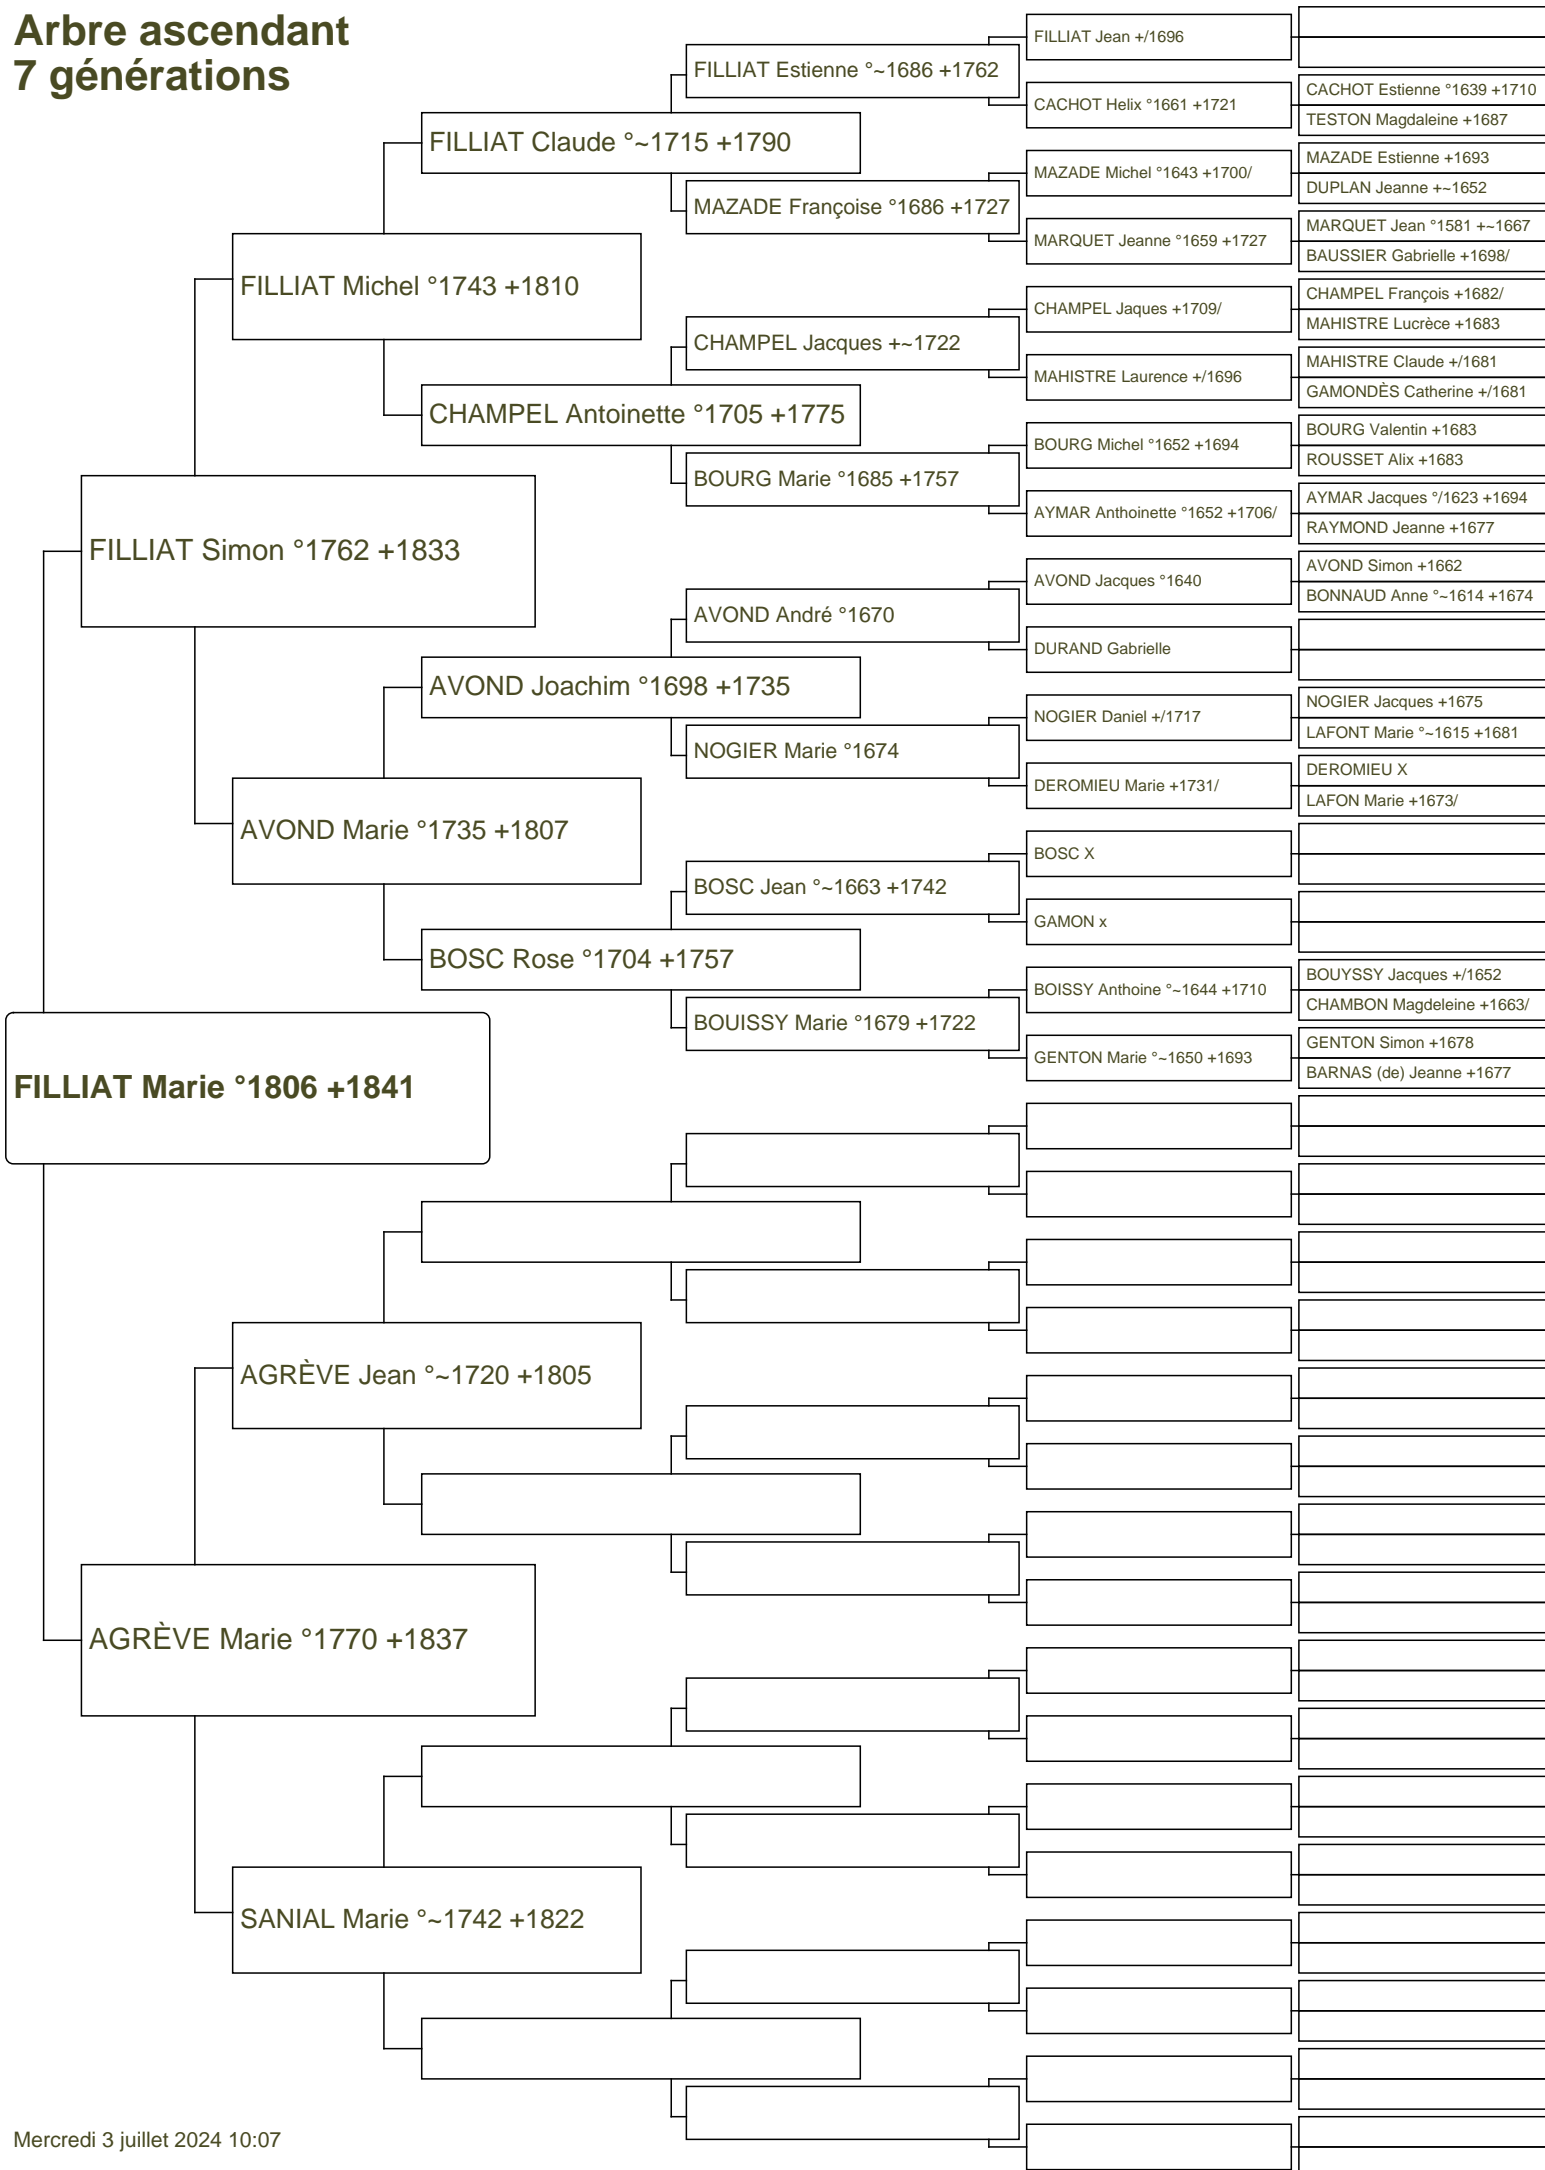 Arbre ascendant
7 générations
FILLIAT Marie °1806 +1841
FILLIAT Simon °1762 +1833
AGRÈVE Marie °1770 +1837
FILLIAT Michel °1743 +1810
AVOND Marie °1735 +1807
AGRÈVE Jean °~1720 +1805
SANIAL Marie °~1742 +1822
FILLIAT Claude °~1715 +1790
CHAMPEL Antoinette °1705 +1775
AVOND Joachim °1698 +1735
BOSC Rose °1704 +1757
FILLIAT Estienne °~1686 +1762
MAZADE Françoise °1686 +1727
CHAMPEL Jacques +~1722
BOURG Marie °1685 +1757
AVOND André °1670
NOGIER Marie °1674
BOSC Jean °~1663 +1742
BOUISSY Marie °1679 +1722
FILLIAT Jean +/1696
CACHOT Helix °1661 +1721
MAZADE Michel °1643 +1700/
MARQUET Jeanne °1659 +1727
CHAMPEL Jaques +1709/
MAHISTRE Laurence +/1696
BOURG Michel °1652 +1694
AYMAR Anthoinette °1652 +1706/
AVOND Jacques °1640
DURAND Gabrielle
NOGIER Daniel +/1717
DEROMIEU Marie +1731/
BOSC X
GAMON x
BOISSY Anthoine °~1644 +1710
GENTON Marie °~1650 +1693
CACHOT Estienne °1639 +1710
TESTON Magdaleine +1687
MAZADE Estienne +1693
DUPLAN Jeanne +~1652
MARQUET Jean °1581 +~1667
BAUSSIER Gabrielle +1698/
CHAMPEL François +1682/
MAHISTRE Lucrèce +1683
MAHISTRE Claude +/1681
GAMONDÈS Catherine +/1681
BOURG Valentin +1683
ROUSSET Alix +1683
AYMAR Jacques °/1623 +1694
RAYMOND Jeanne +1677
AVOND Simon +1662
BONNAUD Anne °~1614 +1674
NOGIER Jacques +1675
LAFONT Marie °~1615 +1681
DEROMIEU X
LAFON Marie +1673/
BOUYSSY Jacques +/1652
CHAMBON Magdeleine +1663/
GENTON Simon +1678
BARNAS (de) Jeanne +1677
Mercredi 3 juillet 2024 10:07